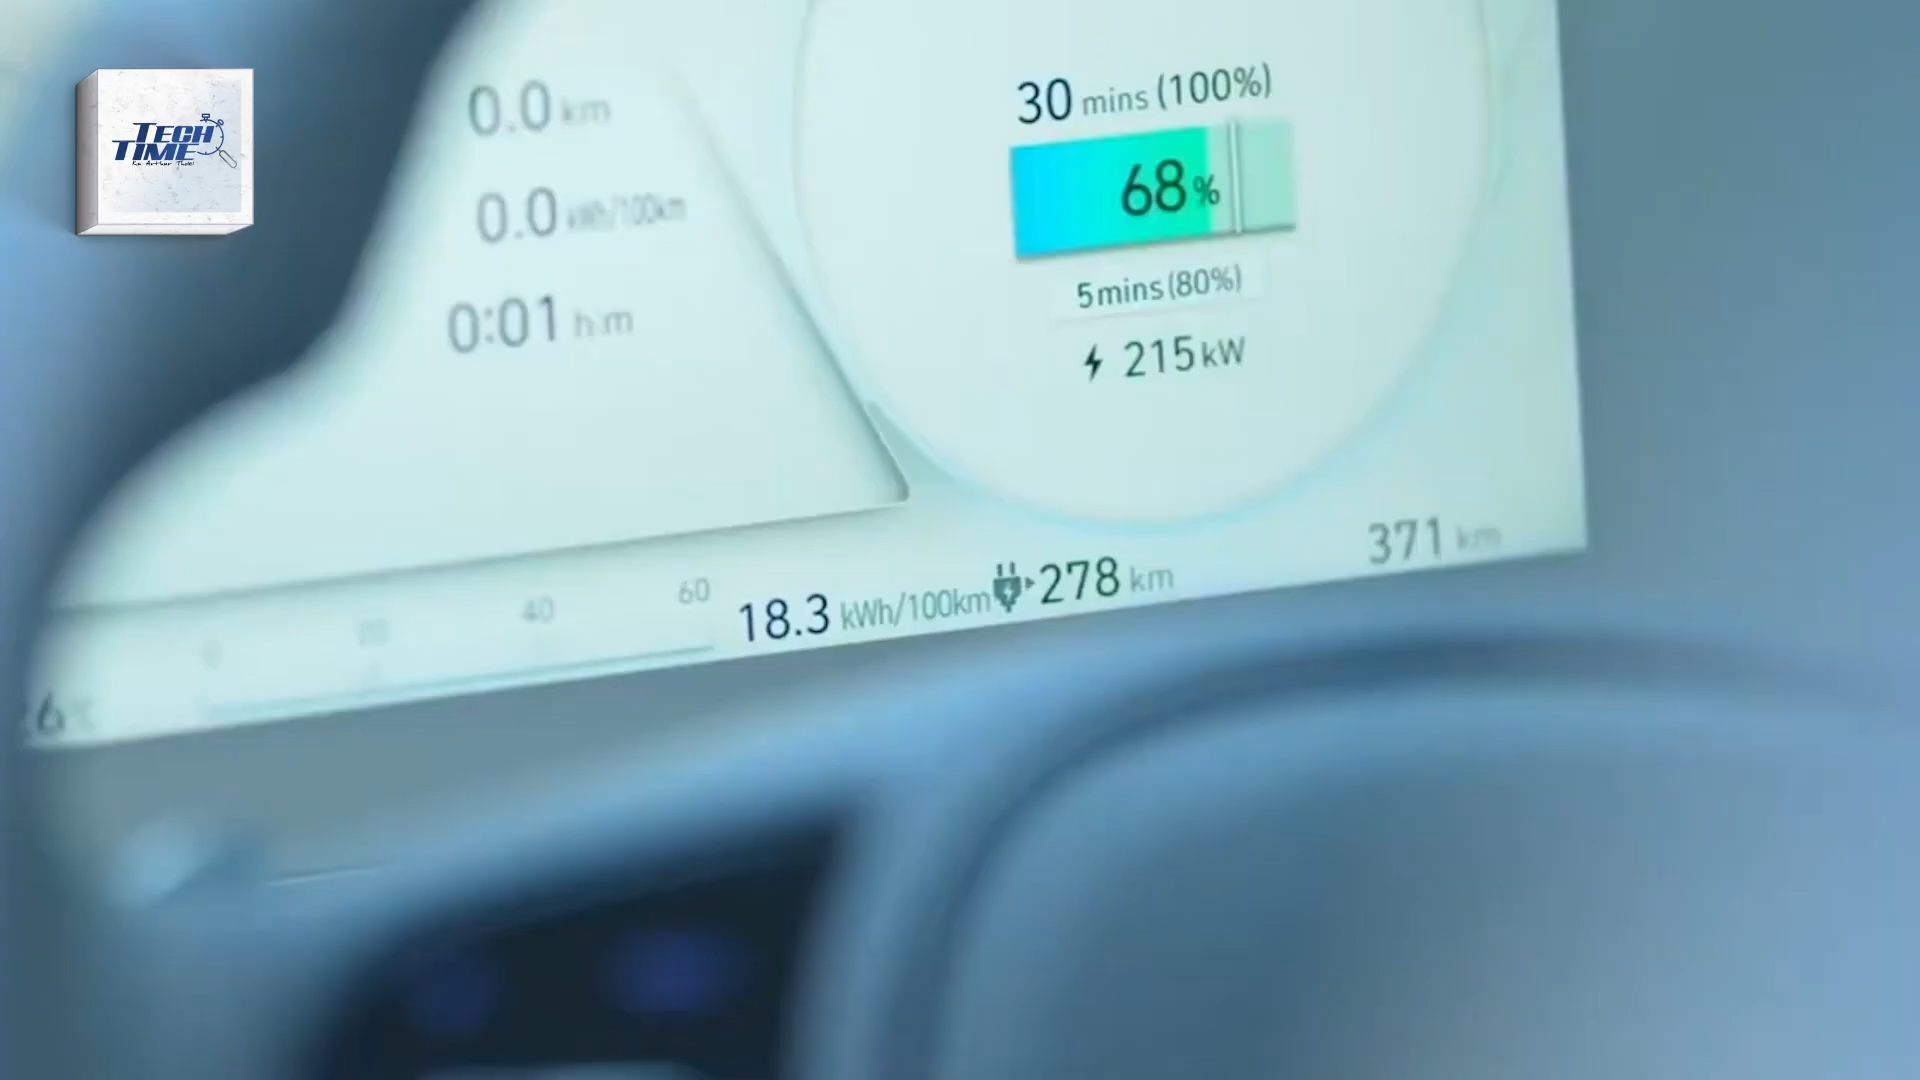 TECH
TIME
0.0 km
0.0 kWh/100km
0:01 h:m
30 mins (100%)
68%
5 mins (80%)
215 kW
20 40 60
18.3 kWh/100km 278 km
371 km